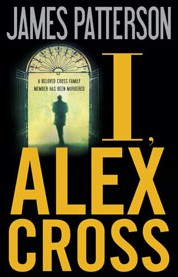 JAMES PATTERSON
A BELOVED CROSS FAMILY
MEMBER HAS BEEN MURDERED
I,
ALEX
CROSS